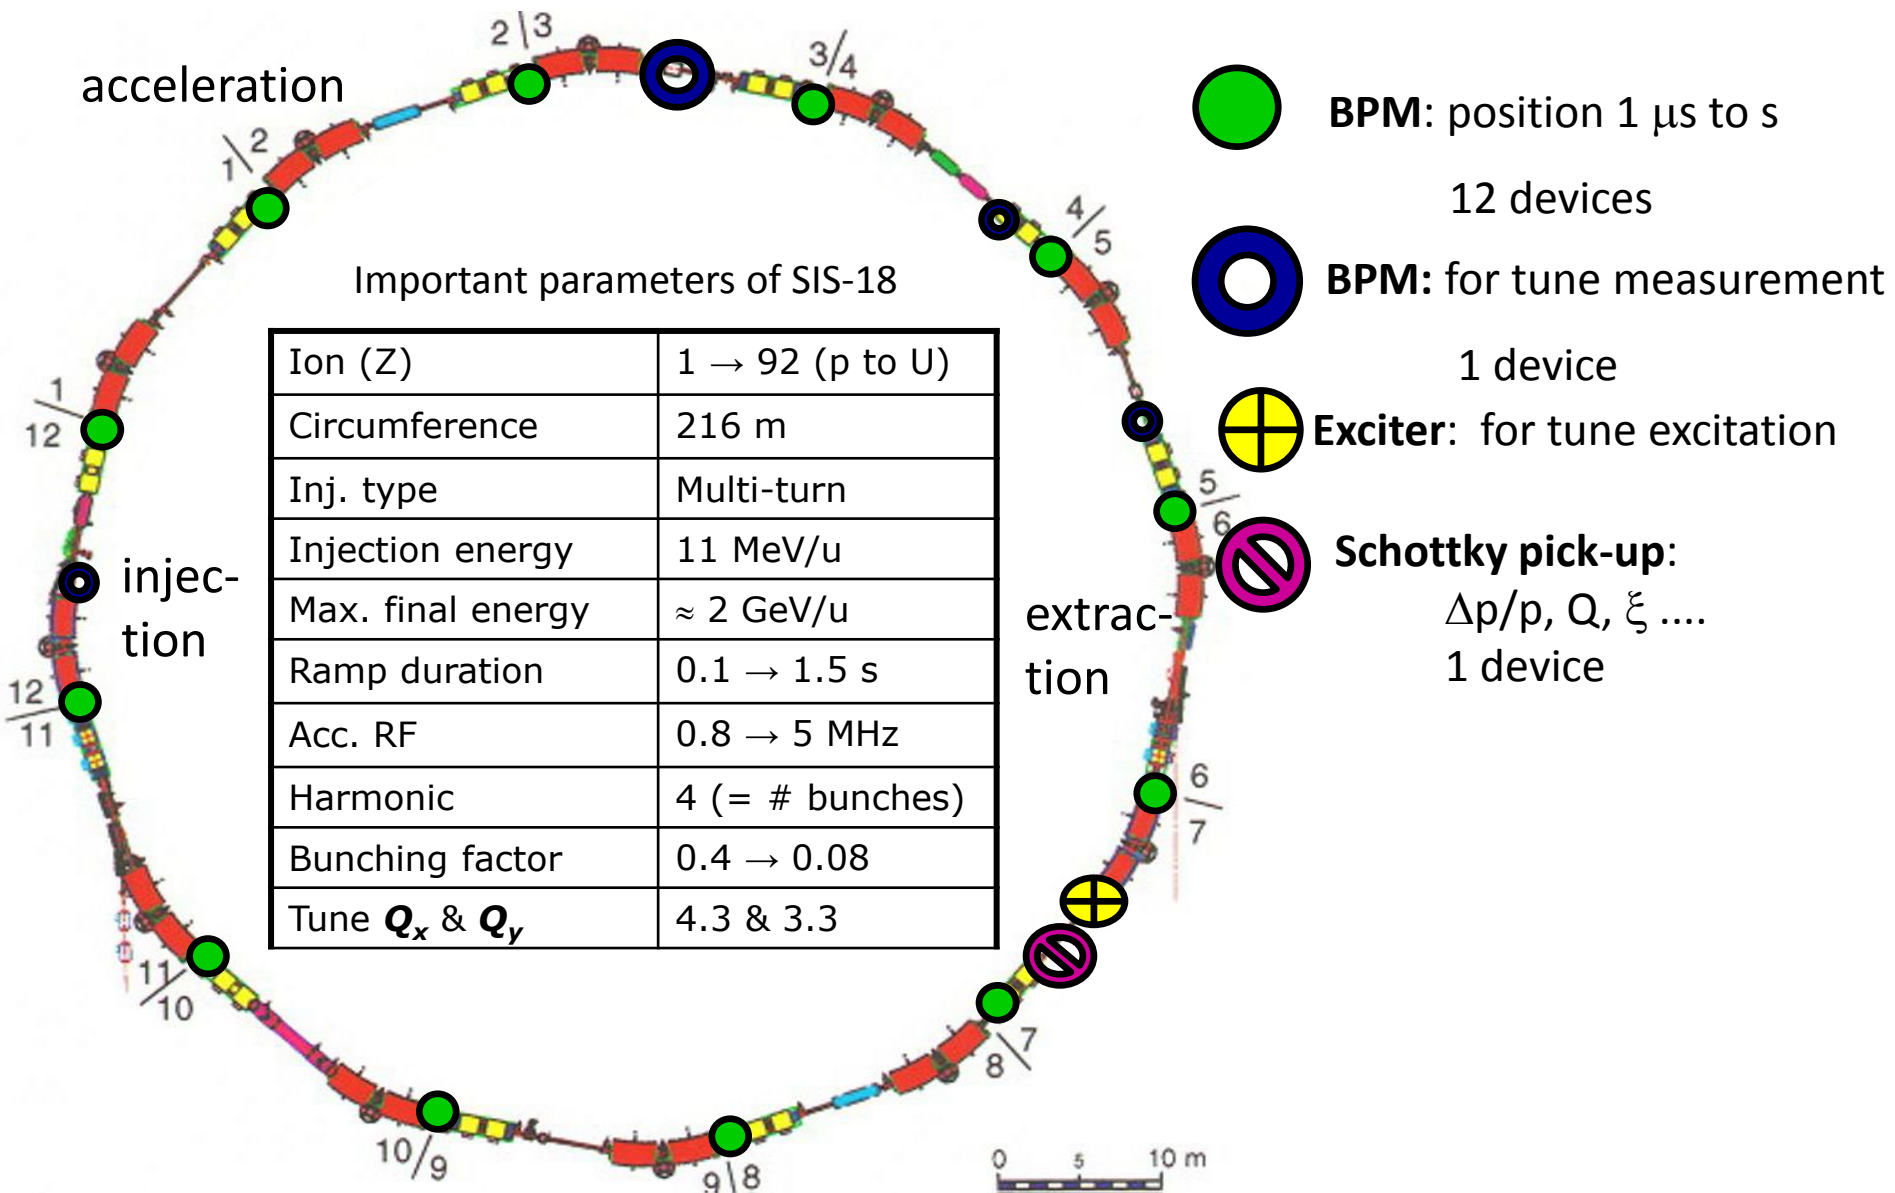 acceleration
2 3
3/4
1 2
4/
5
1
12
5
6
6
7
injec-
tion
extrac-
tion
12
11
11
10
7
8
10/9
9 8
0 5 10 m
Important parameters of SIS-18
Ion (Z) 1 → 92 (p to U)
Circumference 216 m
Inj. type Multi-turn
Injection energy 11 MeV/u
Max. final energy ≈ 2 GeV/u
Ramp duration 0.1 → 1.5 s
Acc. RF 0.8 → 5 MHz
Harmonic 4 (= # bunches)
Bunching factor 0.4 → 0.08
Tune Qx & Qy 4.3 & 3.3
BPM: position 1 μs to s
12 devices
BPM: for tune measurement
1 device
Exciter: for tune excitation
Schottky pick-up:
Δp/p, Q, ξ ....
1 device